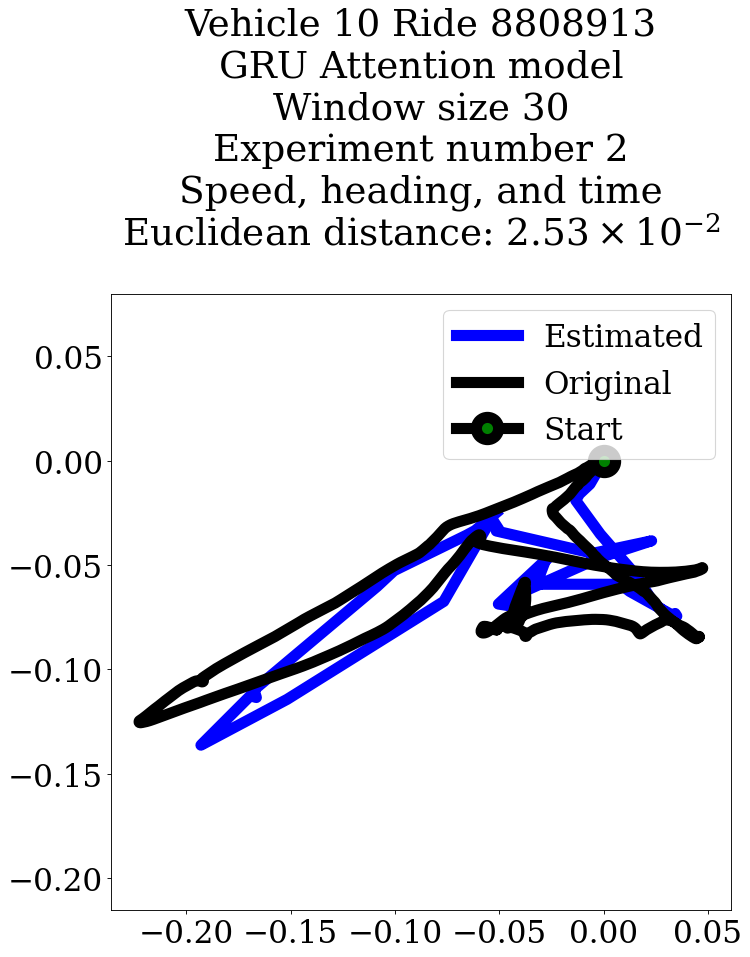 Vehicle 10 Ride 8808913
GRU Attention model
Window size 30
Experiment number 2
Speed, heading, and time
Euclidean distance: 2.53 × 10⁻²
Estimated
Original
Start
0.05
0.00
−0.05
−0.10
−0.15
−0.20
−0.20 −0.15 −0.10 −0.05 0.00 0.05